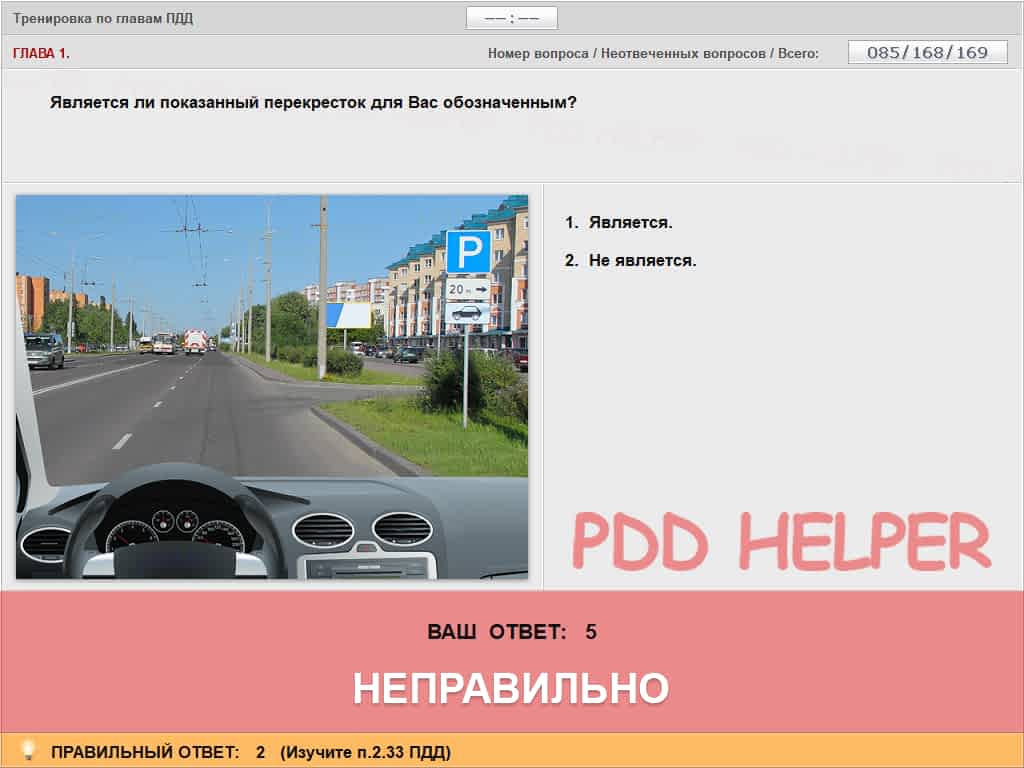 Тренировка по главам ПДД
—— : ——
ГЛАВА 1.
Номер вопроса / Неотвеченных вопросов / Всего:
085/168/169
Является ли показанный перекресток для Вас обозначенным?
1. Является.
2. Не является.
P
20 м
PDD HELPER
ВАШ ОТВЕТ: 5
НЕПРАВИЛЬНО
ПРАВИЛЬНЫЙ ОТВЕТ: 2 (Изучите п.2.33 ПДД)